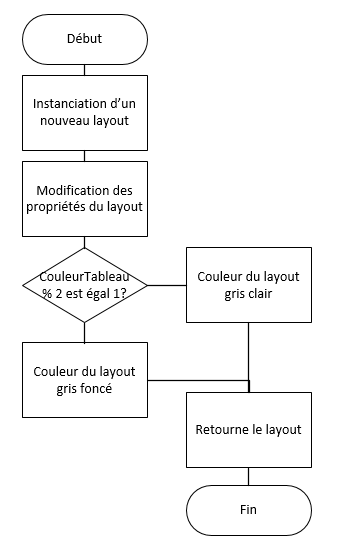 Début
Instanciation d'un
nouveau layout
Modification des
propriétés du layout
CouleurTableau
% 2 est égal 1?
Couleur du layout
gris clair
Couleur du layout
gris foncé
Retourne le layout
Fin